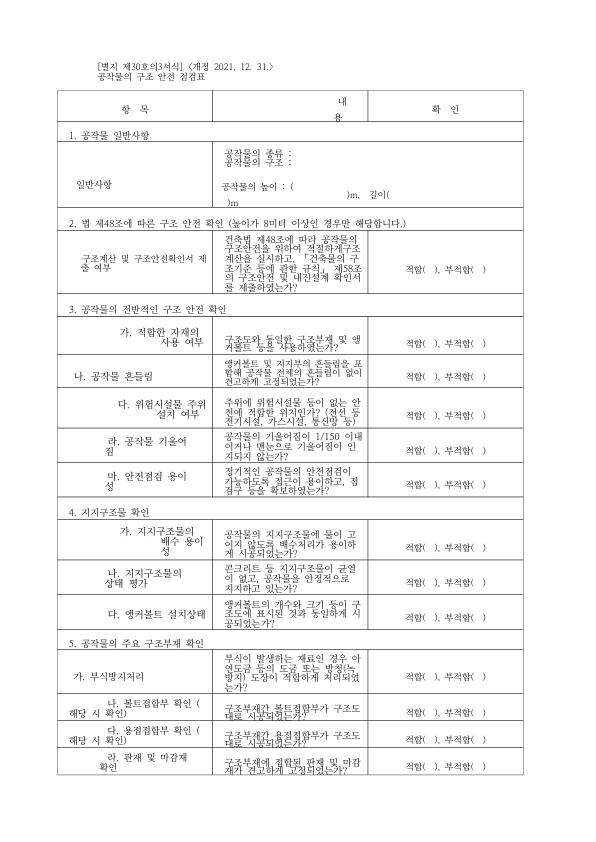 [별지 제30호의3서식] <개정 2021. 12. 31.>
공작물의 구조 안전 점검표
항 목
내
용
확 인
1. 공작물 일반사항
일반사항
공작물의 종류 :
공작물의 구조 :
공작물의 높이 : (
)m, 길이(
)m
2. 법 제48조에 따른 구조 안전 확인 (높이가 8미터 이상인 경우만 해당합니다.)
구조계산 및 구조안전확인서 제
출 여부
건축법 제48조에 따라 공작물의
구조안전을 위하여 적절하게구조
계산을 실시하고, 「건축물의 구
조기준 등에 관한 규칙」 제58조
의 구조안전 및 내진설계 확인서
를 제출하였는가?
적합( ), 부적합( )
3. 공작물의 전반적인 구조 안전 확인
가. 적합한 자재의
사용 여부
구조도와 동일한 구조부재 및 앵
커볼트 등을 사용하였는가?
적합( ), 부적합( )
나. 공작물 흔들림
앵커볼트 및 지지부의 흔들림을 포
함해 공작물 전체의 흔들림이 없이
견고하게 고정되었는가?
적합( ), 부적합( )
다. 위험시설물 주위
설치 여부
주위에 위험시설물 등이 없는 안
전에 적합한 위치인가? (전선 등
전기시설, 가스시설, 통신망 등)
적합( ), 부적합( )
라. 공작물 기울어
짐
공작물의 기울어짐이 1/150 이내
이거나 맨눈으로 기울어짐이 인
지되지 않는가?
적합( ), 부적합( )
마. 안전점검 용이
성
정기적인 공작물의 안전점검이
가능하도록 접근이 용이하고, 점
검구 등을 확보하였는가?
적합( ), 부적합( )
4. 지지구조물 확인
가. 지지구조물의
배수 용이
성
공작물의 지지구조물에 물이 고
이지 않도록 배수처리가 용이하
게 시공되었는가?
적합( ), 부적합( )
나. 지지구조물의
상태 평가
콘크리트 등 지지구조물이 균열
이 없고, 공작물을 안정적으로
지지하고 있는가?
적합( ), 부적합( )
다. 앵커볼트 설치상태
앵커볼트의 개수와 크기 등이 구
조도에 표시된 것과 동일하게 시
공되었는가?
적합( ), 부적합( )
5. 공작물의 주요 구조부재 확인
가. 부식방지처리
부식이 발생하는 재료인 경우 아
연도금 등의 도금 또는 방청(녹
방지) 도장이 적합하게 처리되었
는가?
적합( ), 부적합( )
나. 볼트접합부 확인 (
해당 시 확인)
구조부재간 볼트접합부가 구조도
대로 시공되었는가?
적합( ), 부적합( )
다. 용접접합부 확인 (
해당 시 확인)
구조부재간 용접접합부가 구조도
대로 시공되었는가?
적합( ), 부적합( )
라. 판재 및 마감재
확인
구조부재에 접합된 판재 및 마감
재가 견고하게 고정되었는가?
적합( ), 부적합( )